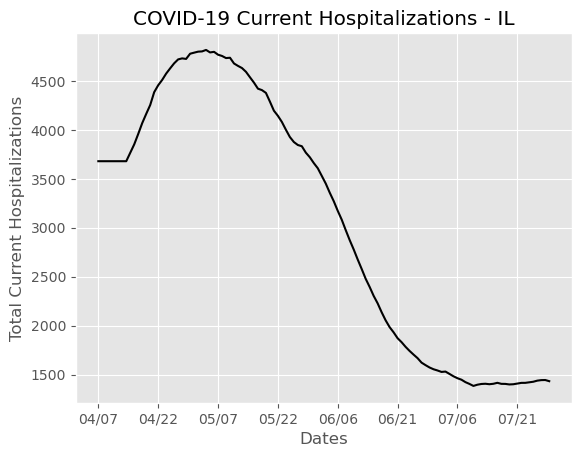 COVID-19 Current Hospitalizations - IL
Total Current Hospitalizations
4500
4000
3500
3000
2500
2000
1500
04/07 04/22 05/07 05/22 06/06 06/21 07/06 07/21
Dates